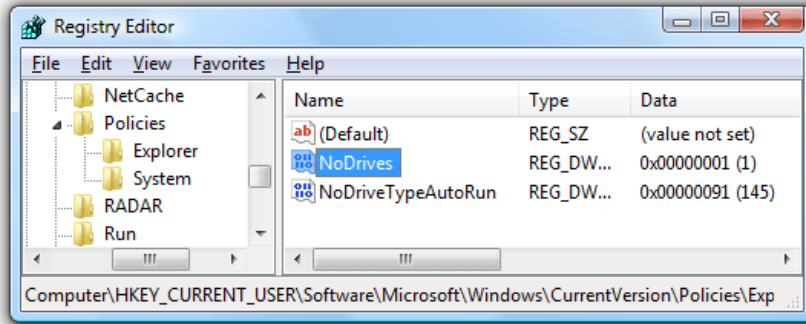 Registry Editor
File Edit View Favorites Help
NetCache
Policies
Explorer
System
RADAR
Run
Name Type Data
ab (Default) REG_SZ (value not set)
NoDrives REG_DW... 0x00000001 (1)
NoDriveTypeAutoRun REG_DW... 0x00000091 (145)
Computer\HKEY_CURRENT_USER\Software\Microsoft\Windows\CurrentVersion\Policies\Exp